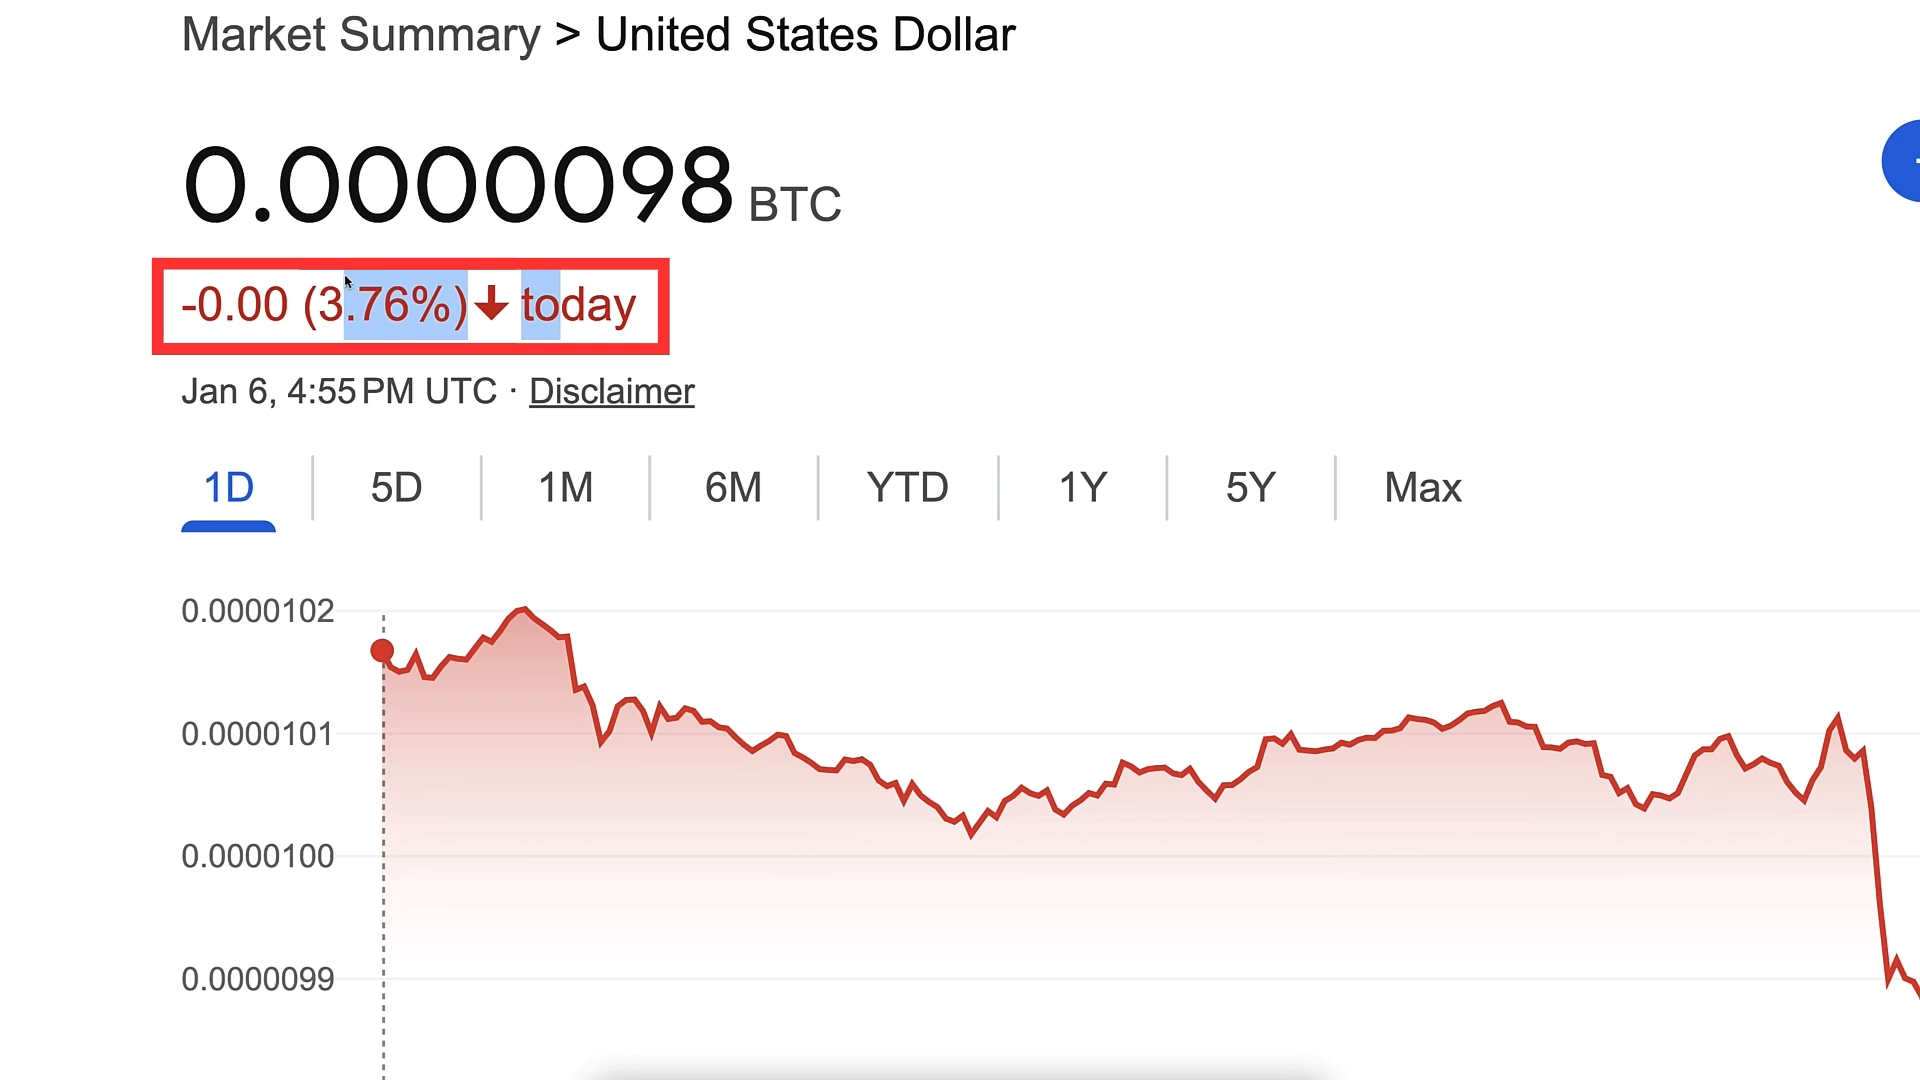 Market Summary > United States Dollar
0.0000098 BTC
-0.00 (3.76%)↓ today
Jan 6, 4:55 PM UTC · Disclaimer
1D 5D 1M 6M YTD 1Y 5Y Max
0.0000102
0.0000101
0.0000100
0.0000099